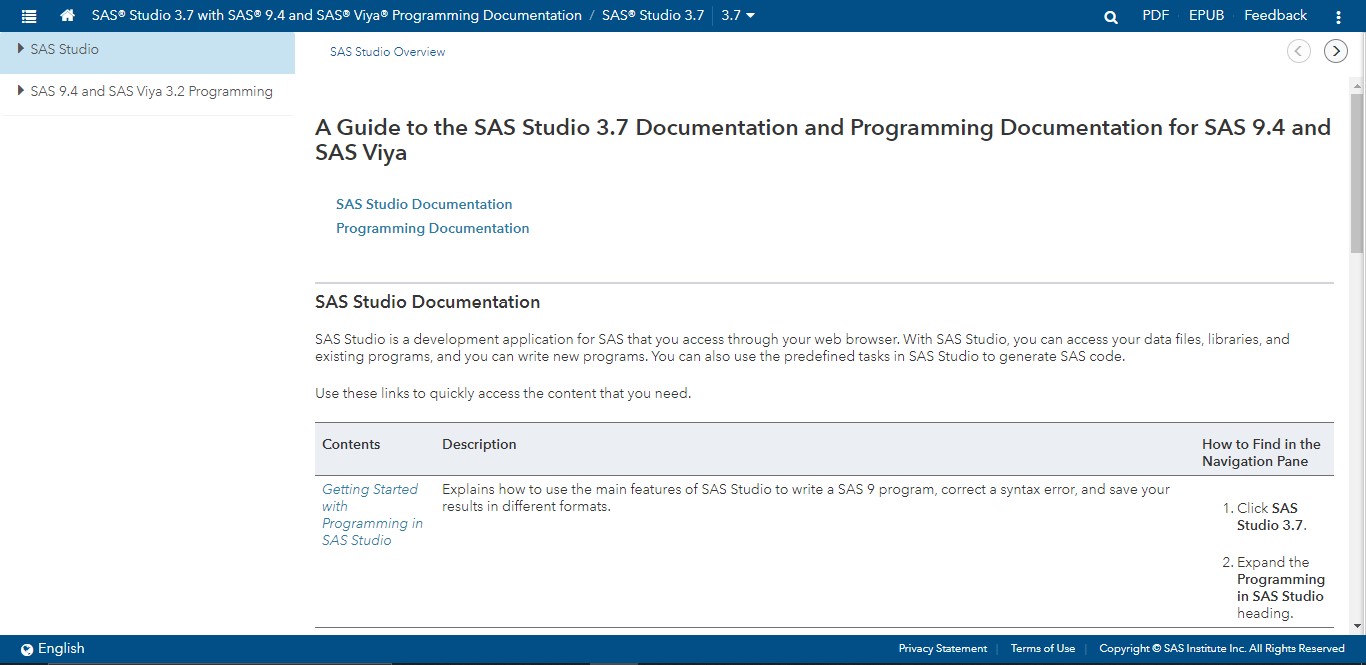 SAS® Studio 3.7 with SAS® 9.4 and SAS® Viya® Programming Documentation / SAS® Studio 3.7 3.7
PDF EPUB Feedback
SAS Studio
SAS 9.4 and SAS Viya 3.2 Programming
SAS Studio Overview
A Guide to the SAS Studio 3.7 Documentation and Programming Documentation for SAS 9.4 and
SAS Viya
SAS Studio Documentation
Programming Documentation
SAS Studio Documentation
SAS Studio is a development application for SAS that you access through your web browser. With SAS Studio, you can access your data files, libraries, and
existing programs, and you can write new programs. You can also use the predefined tasks in SAS Studio to generate SAS code.
Use these links to quickly access the content that you need.
Contents
Description
How to Find in the
Navigation Pane
Getting Started
with
Programming in
SAS Studio
Explains how to use the main features of SAS Studio to write a SAS 9 program, correct a syntax error, and save your
results in different formats.
1. Click SAS
Studio 3.7.
2. Expand the
Programming
in SAS Studio
heading.
English
Privacy Statement | Terms of Use | Copyright © SAS Institute Inc. All Rights Reserved